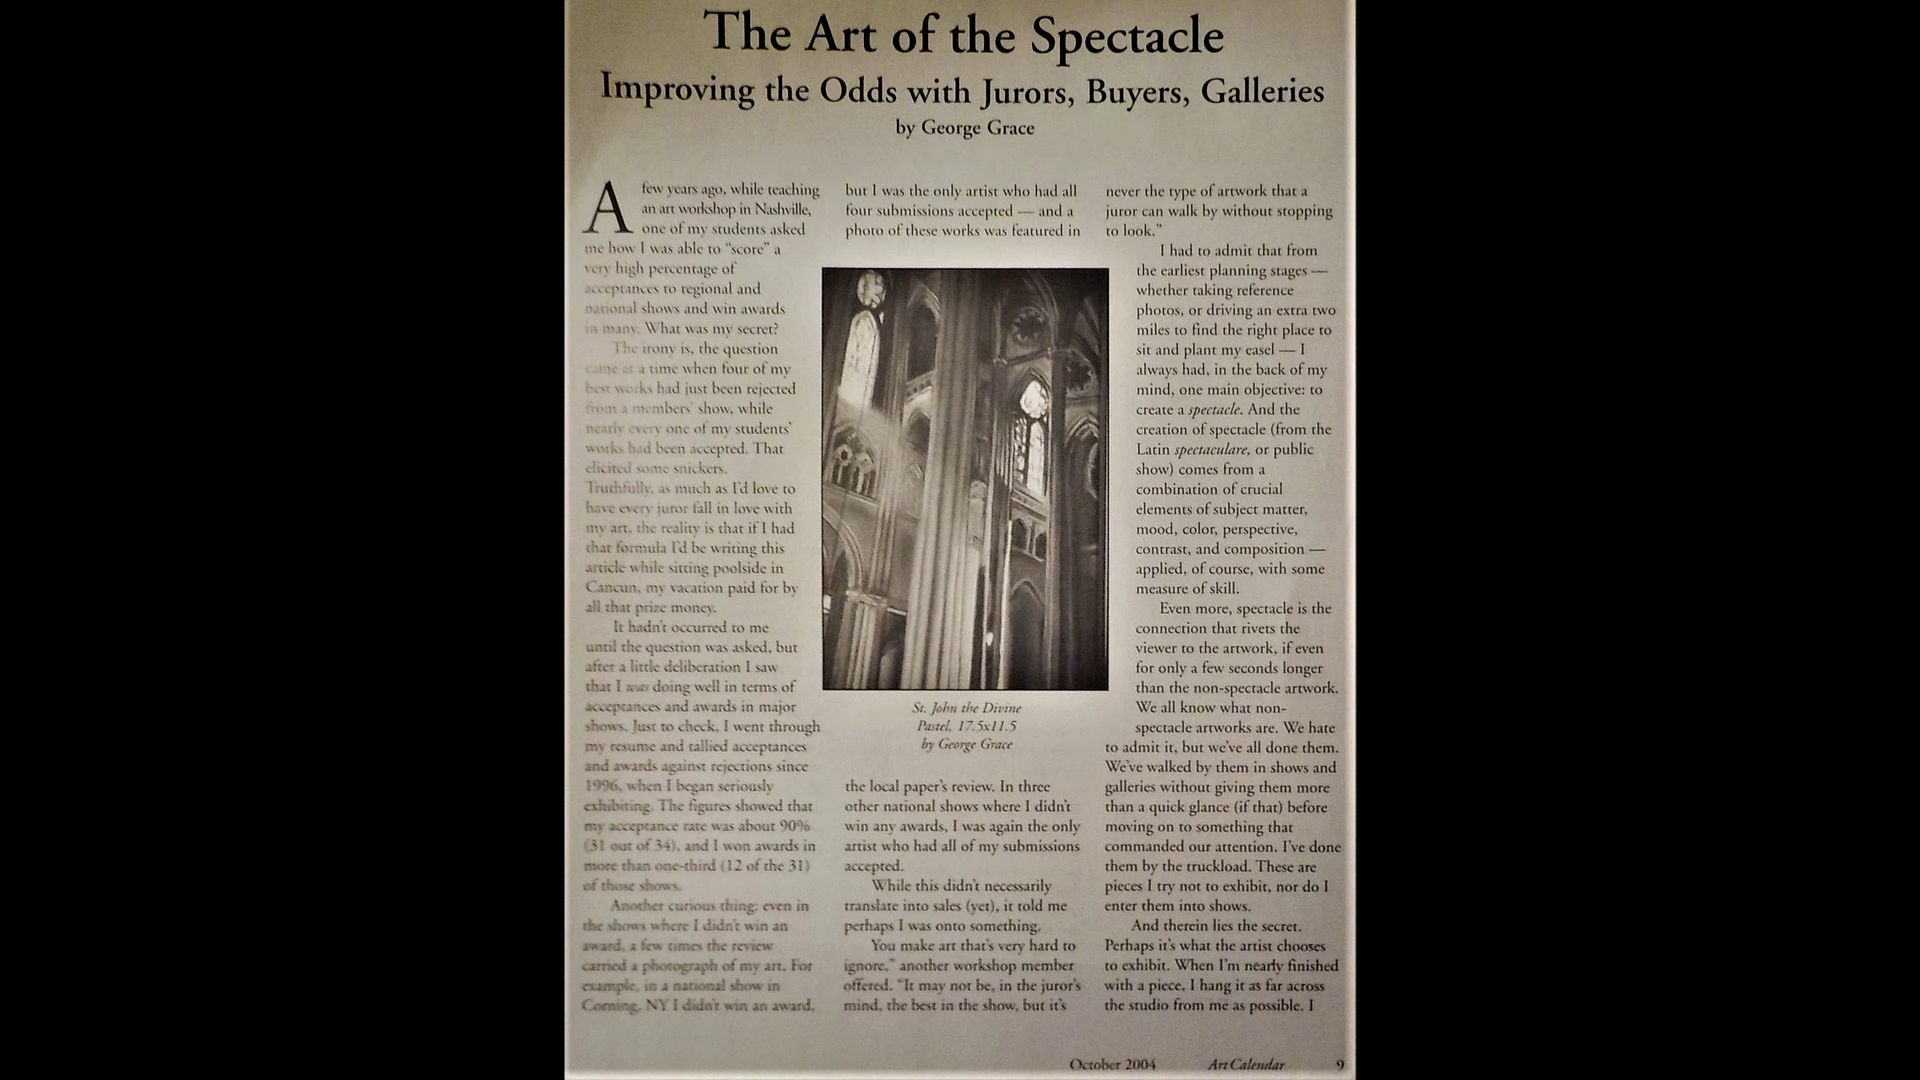 The Art of the Spectacle
Improving the Odds with Jurors, Buyers, Galleries
by George Grace
A few years ago, while teaching
an art workshop in Nashville,
one of my students asked
me how I was able to “score” a
very high percentage of
acceptances to regional and
national shows and win awards
in many. What was my secret?
The irony is, the question
came at a time when four of my
best works had just been rejected
from a members’ show, while
nearly every one of my students’
works had been accepted. That
elicited some snickers.
Truthfully, as much as I’d love to
have every juror fall in love with
my art, the reality is that if I had
that formula I’d be writing this
article while sitting poolside in
Cancun, my vacation paid for by
all that prize money.
It hadn’t occurred to me
until the question was asked, but
after a little deliberation I saw
that I was doing well in terms of
acceptances and awards in major
shows. Just to check, I went through
my resume and tallied acceptances
and awards against rejections since
1996, when I began seriously
exhibiting. The figures showed that
my acceptance rate was about 90%
(31 out of 34), and I won awards in
more than one-third (12 of the 31)
of those shows.
Another curious thing: even in
the shows where I didn’t win an
award, a few times the review
carried a photograph of my art. For
example, in a national show in
Corning, NY I didn’t win an award,
but I was the only artist who had all
four submissions accepted — and a
photo of these works was featured in
St. John the Divine
Pastel, 17.5x11.5
by George Grace
the local paper’s review. In three
other national shows where I didn’t
win any awards, I was again the only
artist who had all of my submissions
accepted.
While this didn’t necessarily
translate into sales (yet), it told me
perhaps I was onto something.
You make art that’s very hard to
ignore,” another workshop member
offered. “It may not be, in the juror’s
mind, the best in the show, but it’s
never the type of artwork that a
juror can walk by without stopping
to look.”
I had to admit that from
the earliest planning stages —
whether taking reference
photos, or driving an extra two
miles to find the right place to
sit and plant my easel — I
always had, in the back of my
mind, one main objective: to
create a spectacle. And the
creation of spectacle (from the
Latin spectaculare, or public
show) comes from a
combination of crucial
elements of subject matter,
mood, color, perspective,
contrast, and composition —
applied, of course, with some
measure of skill.
Even more, spectacle is the
connection that rivets the
viewer to the artwork, if even
for only a few seconds longer
than the non-spectacle artwork.
We all know what non-
spectacle artworks are. We hate
to admit it, but we’ve all done them.
We’ve walked by them in shows and
galleries without giving them more
than a quick glance (if that) before
moving on to something that
commanded our attention. I’ve done
them by the truckload. These are
pieces I try not to exhibit, nor do I
enter them into shows.
And therein lies the secret.
Perhaps it’s what the artist chooses
to exhibit. When I’m nearly finished
with a piece, I hang it as far across
the studio from me as possible. I
October 2004 Art Calendar 9